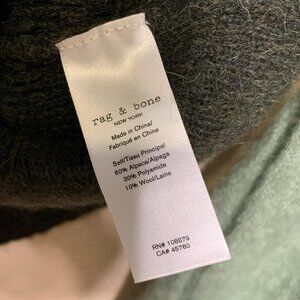 rag & bone
NEW YORK
Made in China/
Fabriqué en Chine
Self/Tissu Principal
60% Alpaca/Alpaga
30% Polyamide
10% Wool/Laine
RN# 108879
CA# 45760